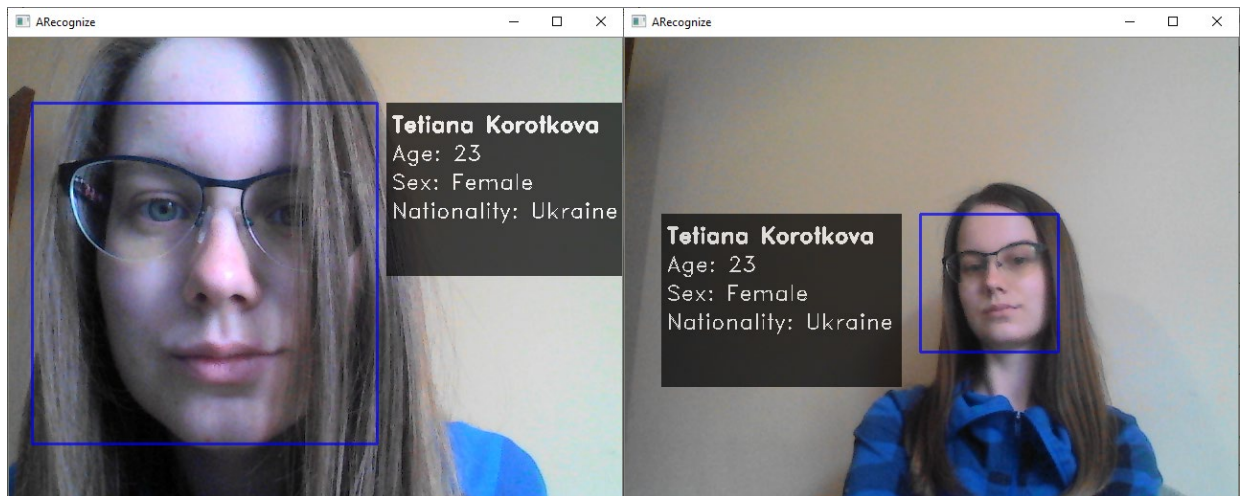 ARecognize
Tetiana Korotkova
Age: 23
Sex: Female
Nationality: Ukraine
ARecognize
Tetiana Korotkova
Age: 23
Sex: Female
Nationality: Ukraine